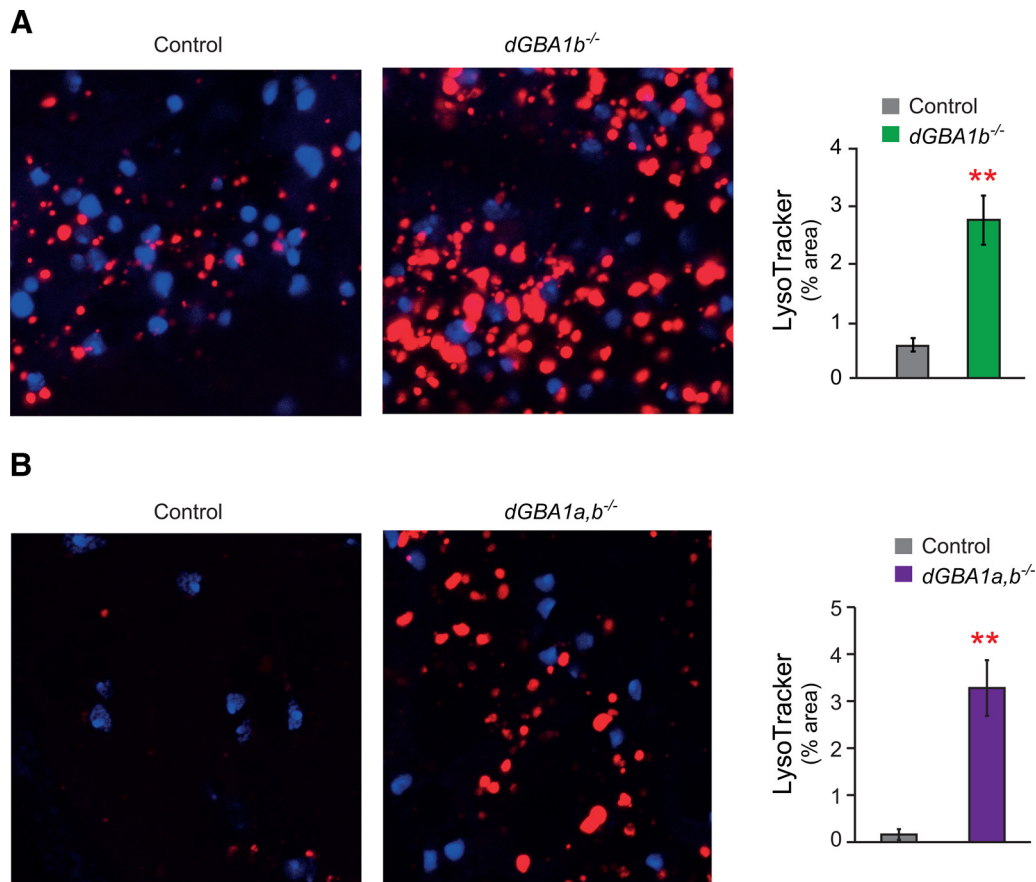 A
Control
dGBA1b-/-
Control
dGBA1b-/-
4
3
2
1
0
**
LysoTracker
(% area)
B
Control
dGBA1a,b-/-
Control
dGBA1a,b-/-
5
4
3
2
1
0
**
LysoTracker
(% area)